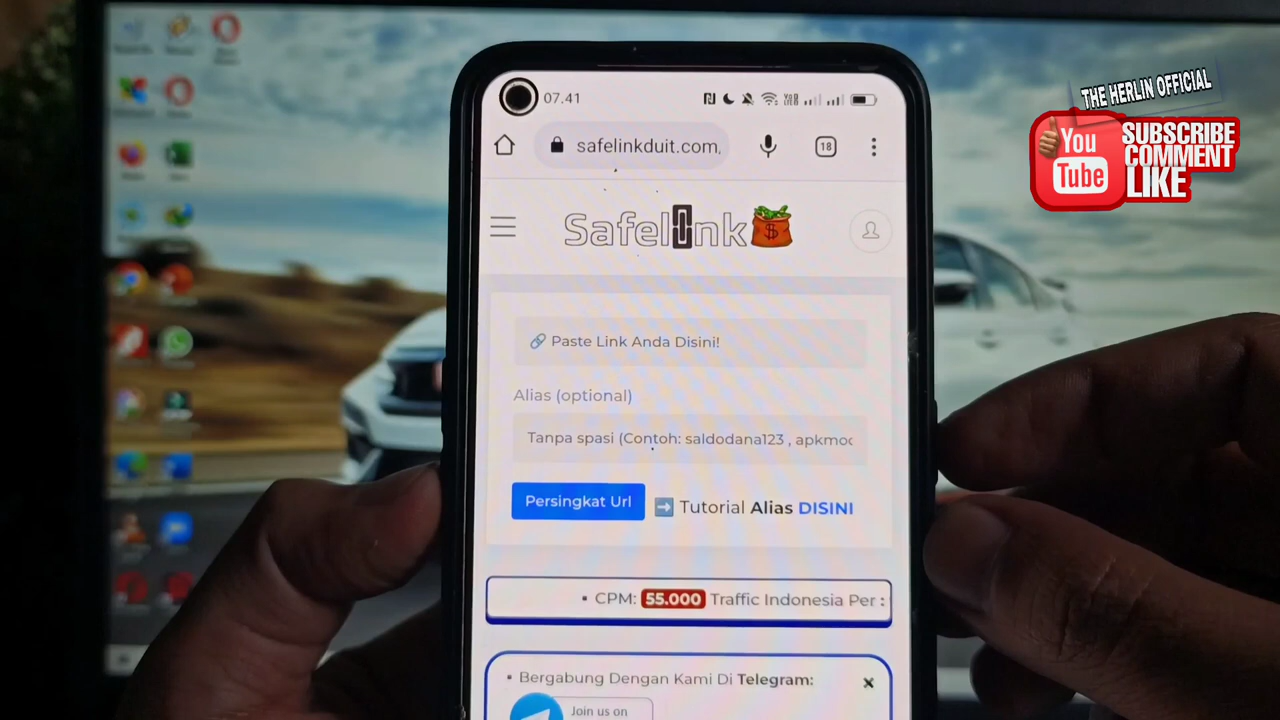 THE HERLIN OFFICIAL
You
Tube
SUBSCRIBE
COMMENT
LIKE
07.41
safelinkduit.com,
18
Safelink
Paste Link Anda Disini!
Alias (optional)
Tanpa spasi (Contoh: saldodana123 , apkmod
Persingkat Url
Tutorial Alias DISINI
CPM: 55.000 Traffic Indonesia Per :
Bergabung Dengan Kami Di Telegram:
Join us on